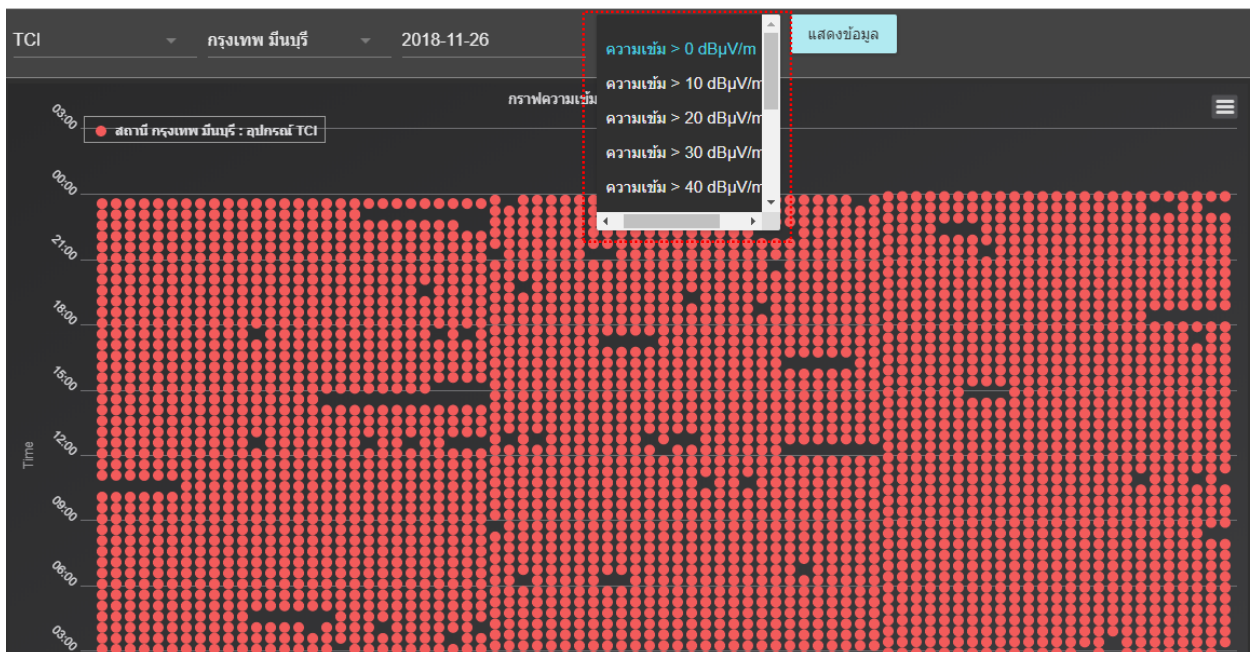 TCI
กรุงเทพ มีนบุรี
2018-11-26
ความเข้ม > 0 dBµV/m
ความเข้ม > 10 dBµV/m
ความเข้ม > 20 dBµV/m
ความเข้ม > 30 dBµV/m
ความเข้ม > 40 dBµV/m
แสดงข้อมูล
กราฟความเข้ม
สถานี กรุงเทพ มีนบุรี : อุปกรณ์ TCI
03:00
00:00
21:00
18:00
15:00
12:00
09:00
06:00
03:00
Time